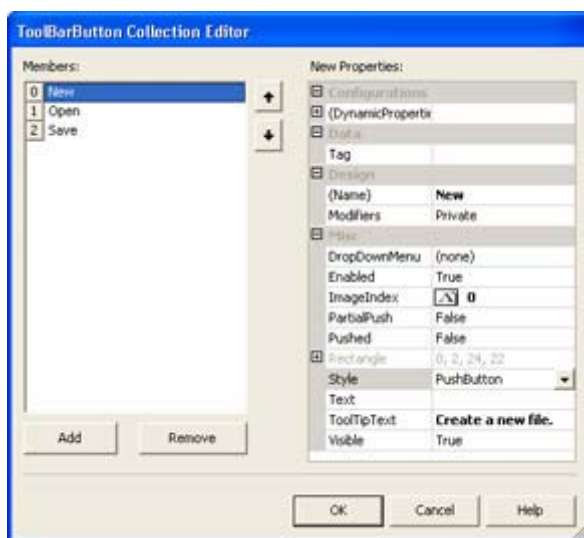 ToolBarButton Collection Editor
Members:
0 New
1 Open
2 Save
Add Remove
New Properties:
Configurations
(DynamicPropertie
Data
Tag
Design
(Name) New
Modifiers Private
Misc
DropDownMenu (none)
Enabled True
ImageIndex 0
PartialPush False
Pushed False
Rectangle 0, 2, 24, 22
Style PushButton
Text
ToolTipText Create a new file.
Visible True
OK Cancel Help